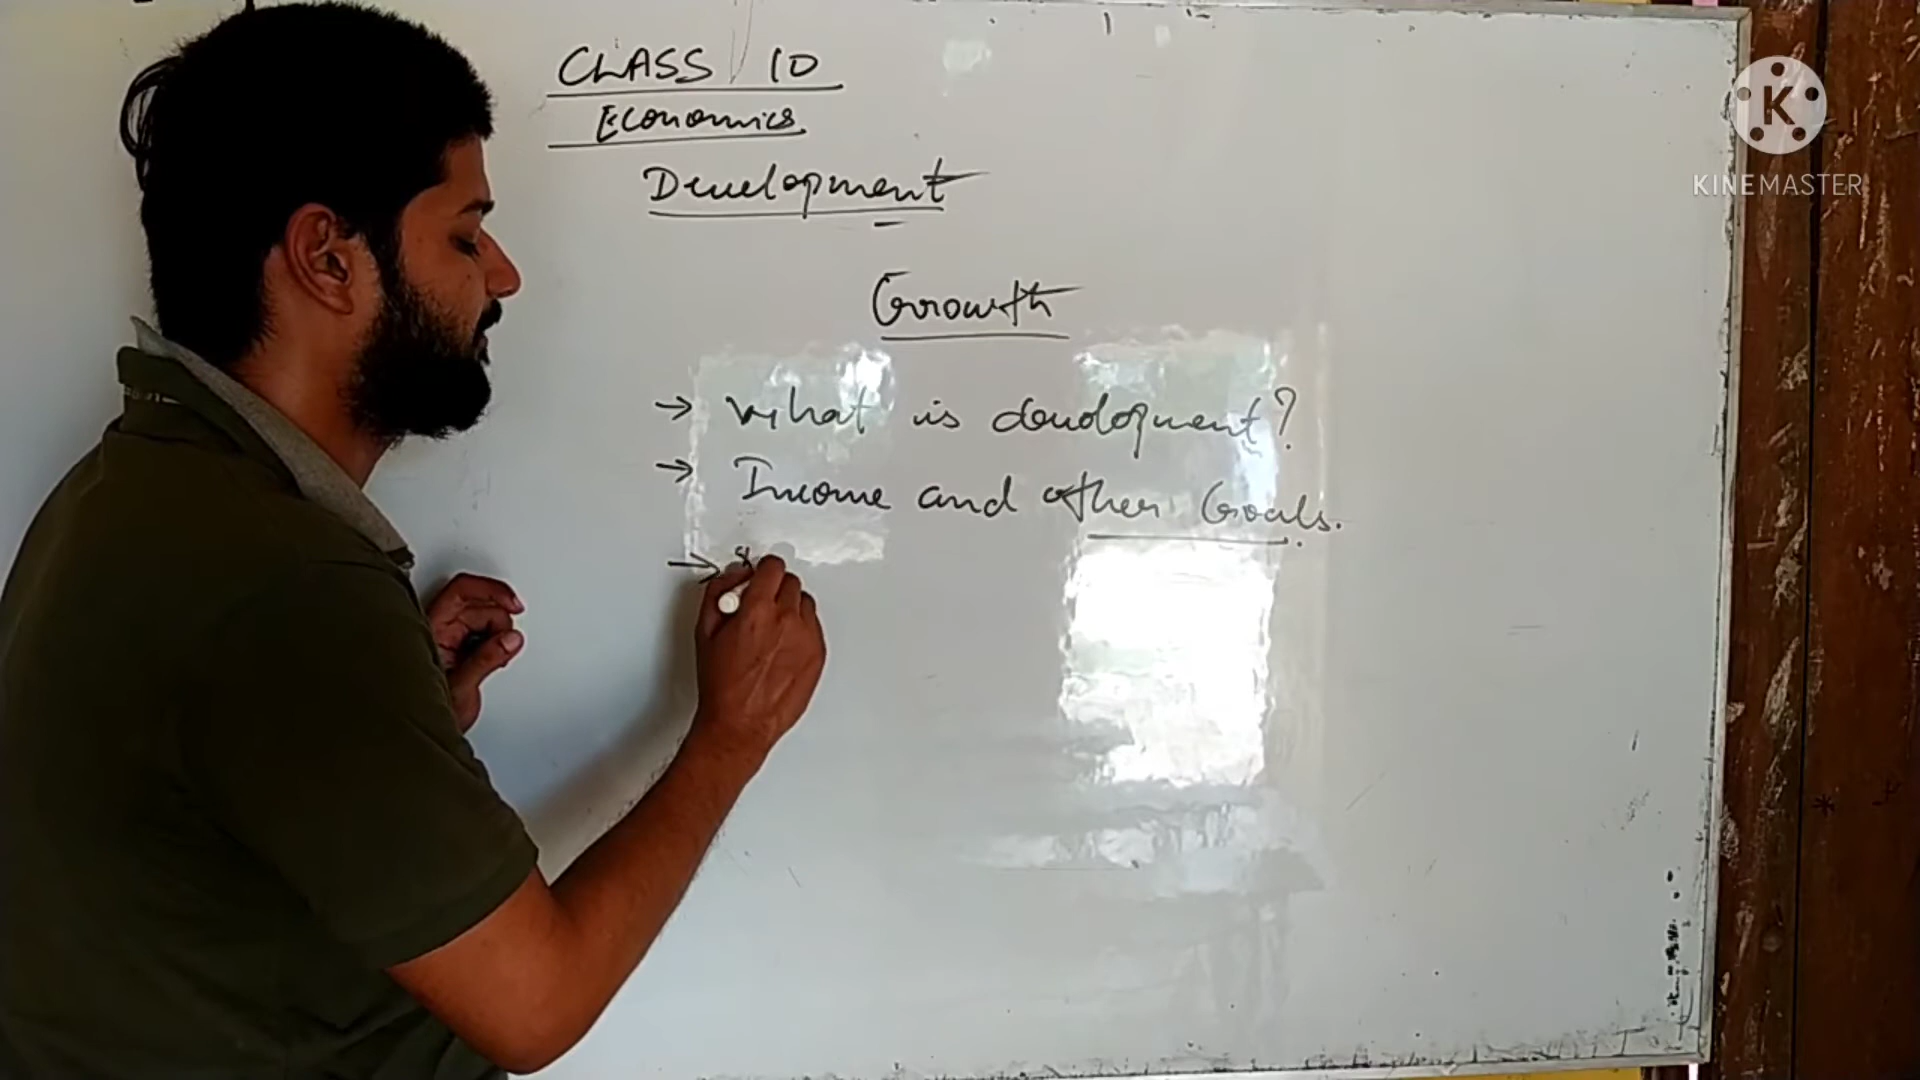 CLASS 10
Economics
Development
Growth
→ What is development?
→ Income and other Goals.
→
K
KINEMASTER